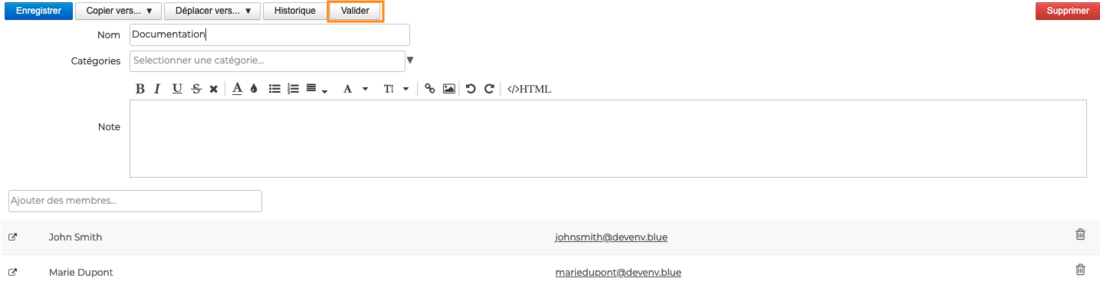 Enregistrer Copier vers... ▼ Déplacer vers... ▼ Historique Valider Supprimer
Nom Documentation
Catégories Selectionner une catégorie...
B I U S A A T </>HTML
Note
Ajouter des membres...
John Smith johnsmith@devenv.blue
Marie Dupont mariedupont@devenv.blue